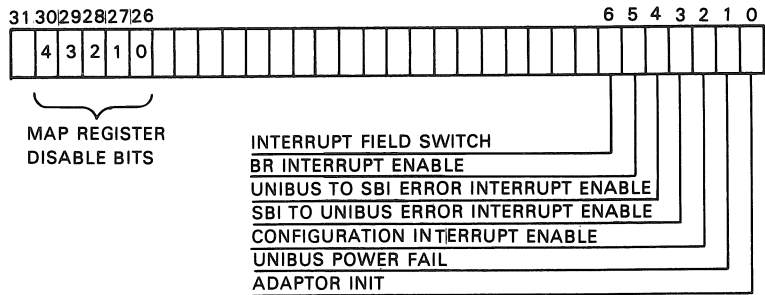 31 30 29 28 27 26 6 5 4 3 2 1 0
4 3 2 1 0
MAP REGISTER
DISABLE BITS
INTERRUPT FIELD SWITCH
BR INTERRUPT ENABLE
UNIBUS TO SBI ERROR INTERRUPT ENABLE
SBI TO UNIBUS ERROR INTERRUPT ENABLE
CONFIGURATION INTERRUPT ENABLE
UNIBUS POWER FAIL
ADAPTOR INIT